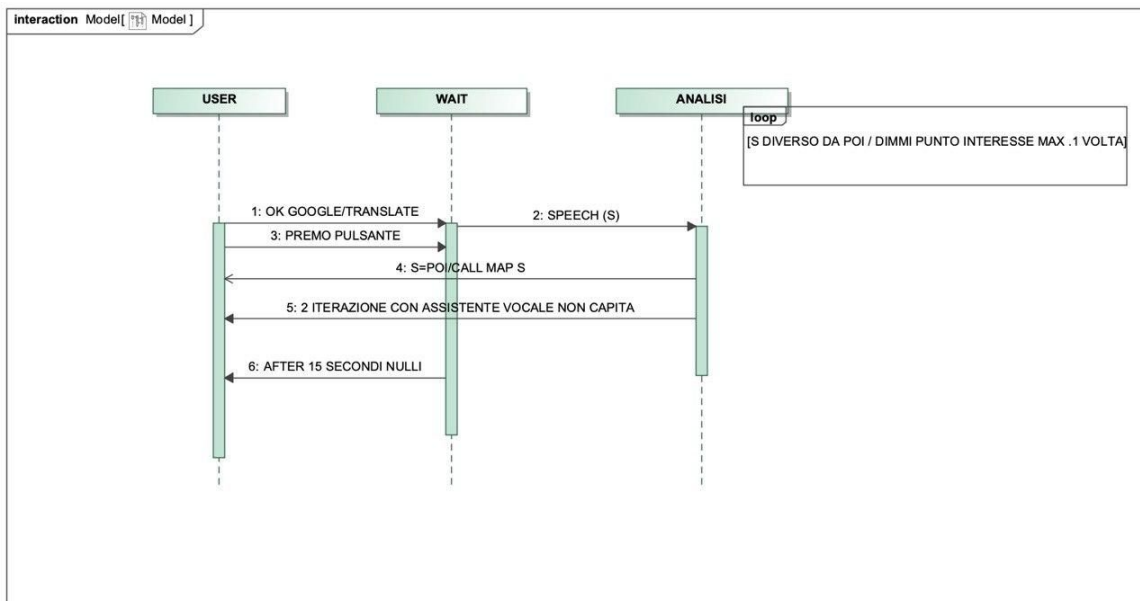 interaction Model[ Model ]
USER
WAIT
ANALISI
loop
[S DIVERSO DA POI / DIMMI PUNTO INTERESSE MAX .1 VOLTA]
1: OK GOOGLE/TRANSLATE
2: SPEECH (S)
3: PREMO PULSANTE
4: S=POI/CALL MAP S
5: 2 ITERAZIONE CON ASSISTENTE VOCALE NON CAPITA
6: AFTER 15 SECONDI NULLI